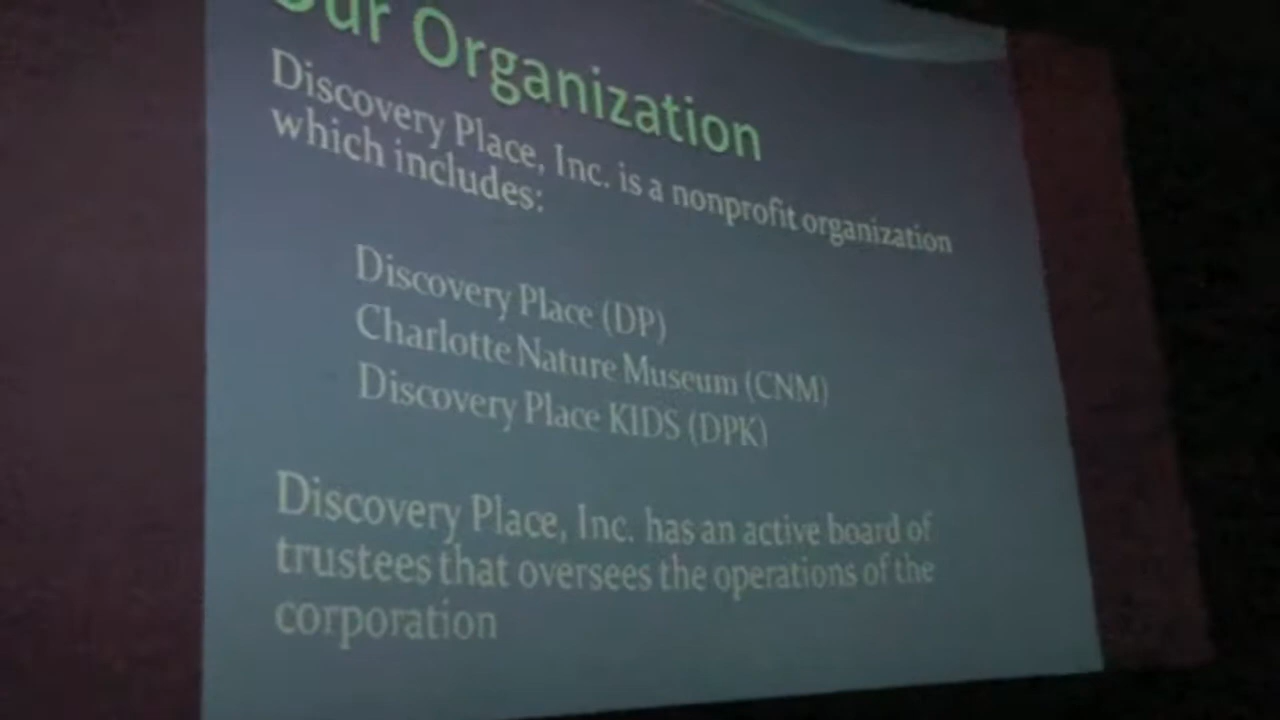 Our Organization
Discovery Place, Inc. is a nonprofit organization
which includes:
Discovery Place (DP)
Charlotte Nature Museum (CNM)
Discovery Place KIDS (DPK)
Discovery Place, Inc. has an active board of
trustees that oversees the operations of the
corporation